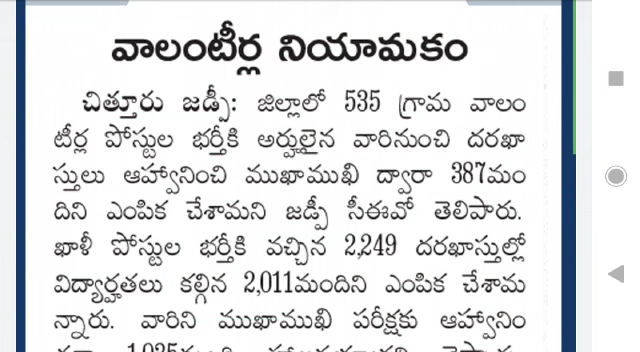 వాలంటీర్ల నియామకం
చిత్తూరు జడ్పీ: జిల్లాలో 535 గ్రామ వాలం
టీర్ల పోస్టుల భర్తీకి అర్హులైన వారినుంచి దరఖా
స్తులు ఆహ్వానించి ముఖాముఖి ద్వారా 387మం
దిని ఎంపిక చేశామని జడ్పీ సీఈవో తెలిపారు.
ఖాళీ పోస్టుల భర్తీకి వచ్చిన 2,249 దరఖాస్తుల్లో
విద్యార్హతలు కల్గిన 2,011మందిని ఎంపిక చేశామ
న్నారు. వారిని ముఖాముఖి పరీక్షకు ఆహ్వానిం